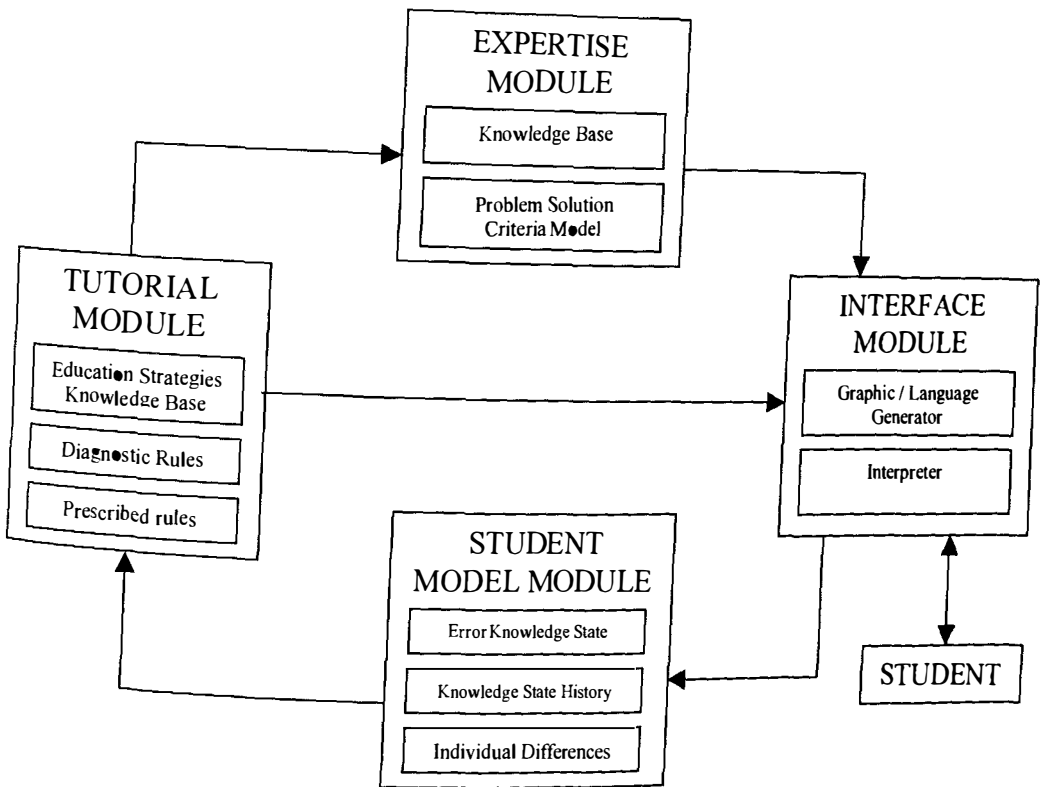 EXPERTISE
MODULE
Knowledge Base
Problem Solution
Criteria Model
TUTORIAL
MODULE
Education Strategies
Knowledge Base
Diagnostic Rules
Prescribed rules
INTERFACE
MODULE
Graphic / Language
Generator
Interpreter
STUDENT
MODEL MODULE
Error Knowledge State
Knowledge State History
Individual Differences
STUDENT